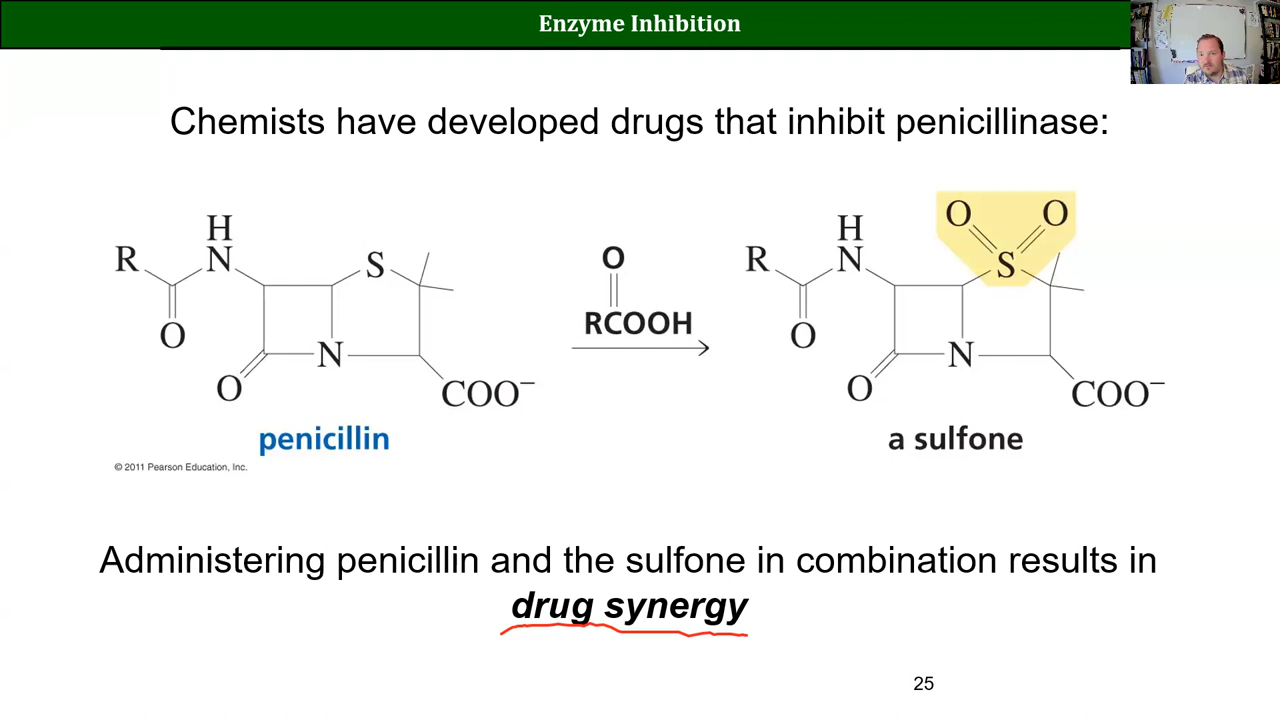 Enzyme Inhibition
Chemists have developed drugs that inhibit penicillinase:
H
R N S
O
O N COO⁻
penicillin
O
RCOOH
O O
H
R N S
O
O N COO⁻
a sulfone
© 2011 Pearson Education, Inc.
Administering penicillin and the sulfone in combination results in
drug synergy
25